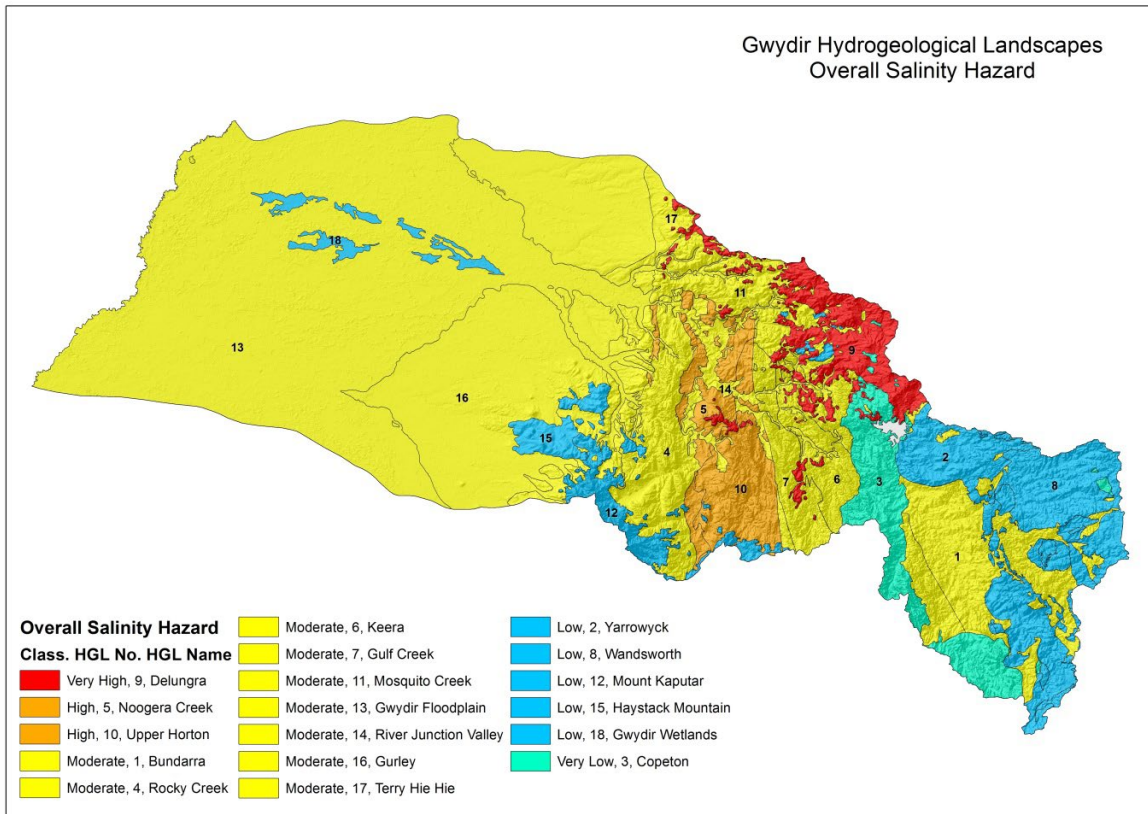 Gwydir Hydrogeological Landscapes
Overall Salinity Hazard
17
18
11
13
9
14
16
5
15
4
2
10
7
6
3
8
12
1
Overall Salinity Hazard
Class. HGL No. HGL Name
Very High, 9, Delungra
High, 5, Noogera Creek
High, 10, Upper Horton
Moderate, 1, Bundarra
Moderate, 4, Rocky Creek
Moderate, 6, Keera
Moderate, 7, Gulf Creek
Moderate, 11, Mosquito Creek
Moderate, 13, Gwydir Floodplain
Moderate, 14, River Junction Valley
Moderate, 16, Gurley
Moderate, 17, Terry Hie Hie
Low, 2, Yarrowyck
Low, 8, Wandsworth
Low, 12, Mount Kaputar
Low, 15, Haystack Mountain
Low, 18, Gwydir Wetlands
Very Low, 3, Copeton